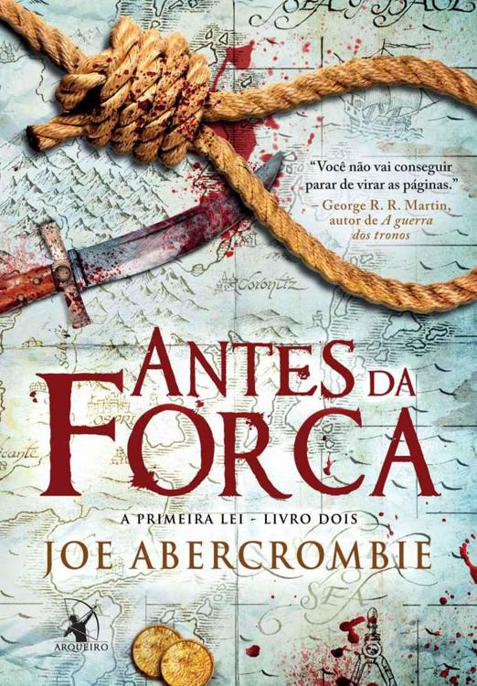 “Você não vai conseguir
parar de virar as páginas.”
George R. R. Martin,
autor de A guerra
dos tronos
ANTES DA
FORCA
A PRIMEIRA LEI - LIVRO DOIS
JOE ABERCROMBIE
ARQUEIRO